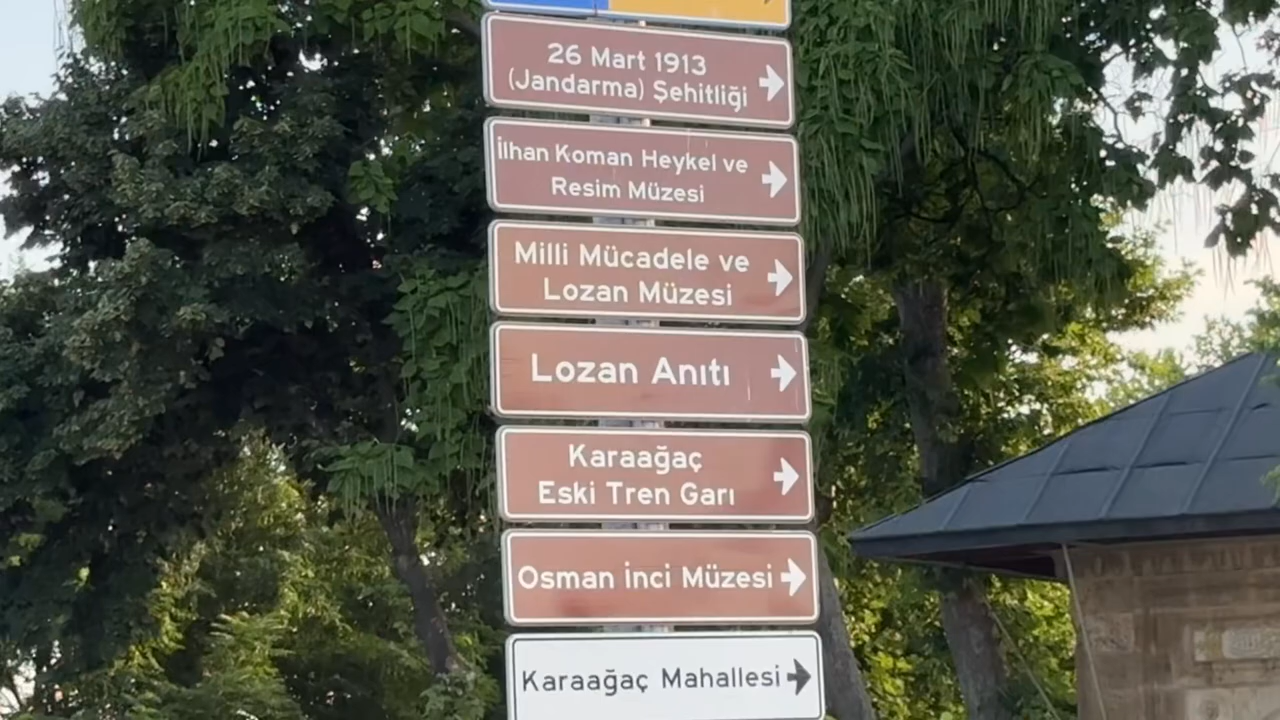 26 Mart 1913
(Jandarma) Şehitliği
İlhan Koman Heykel ve
Resim Müzesi
Milli Mücadele ve
Lozan Müzesi
Lozan Anıtı
Karaağaç
Eski Tren Garı
Osman İnci Müzesi
Karaağaç Mahallesi